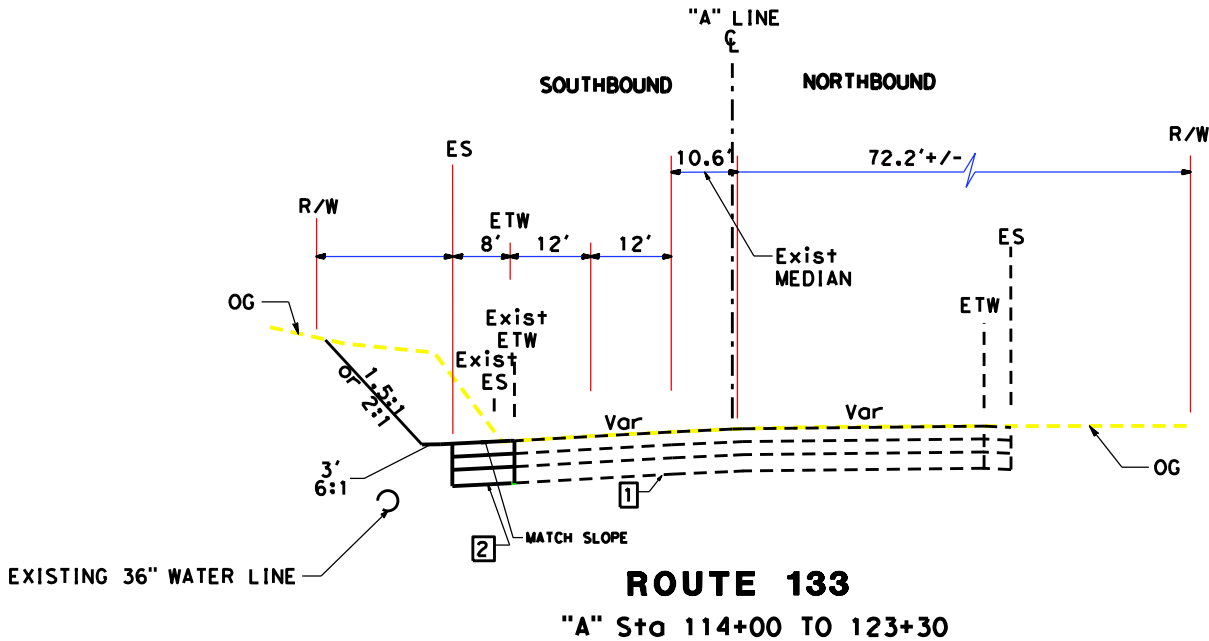 "A" LINE
℄
SOUTHBOUND
NORTHBOUND
R/W
ES
10.6'
72.2'+/-
R/W
ETW
8'
12'
12'
Exist
MEDIAN
ES
OG
ETW
Exist
ETW
Exist
ES
1.5:1
or 2:1
Var
Var
3'
6:1
OG
1
2
MATCH SLOPE
EXISTING 36" WATER LINE
ROUTE 133
"A" Sta 114+00 TO 123+30